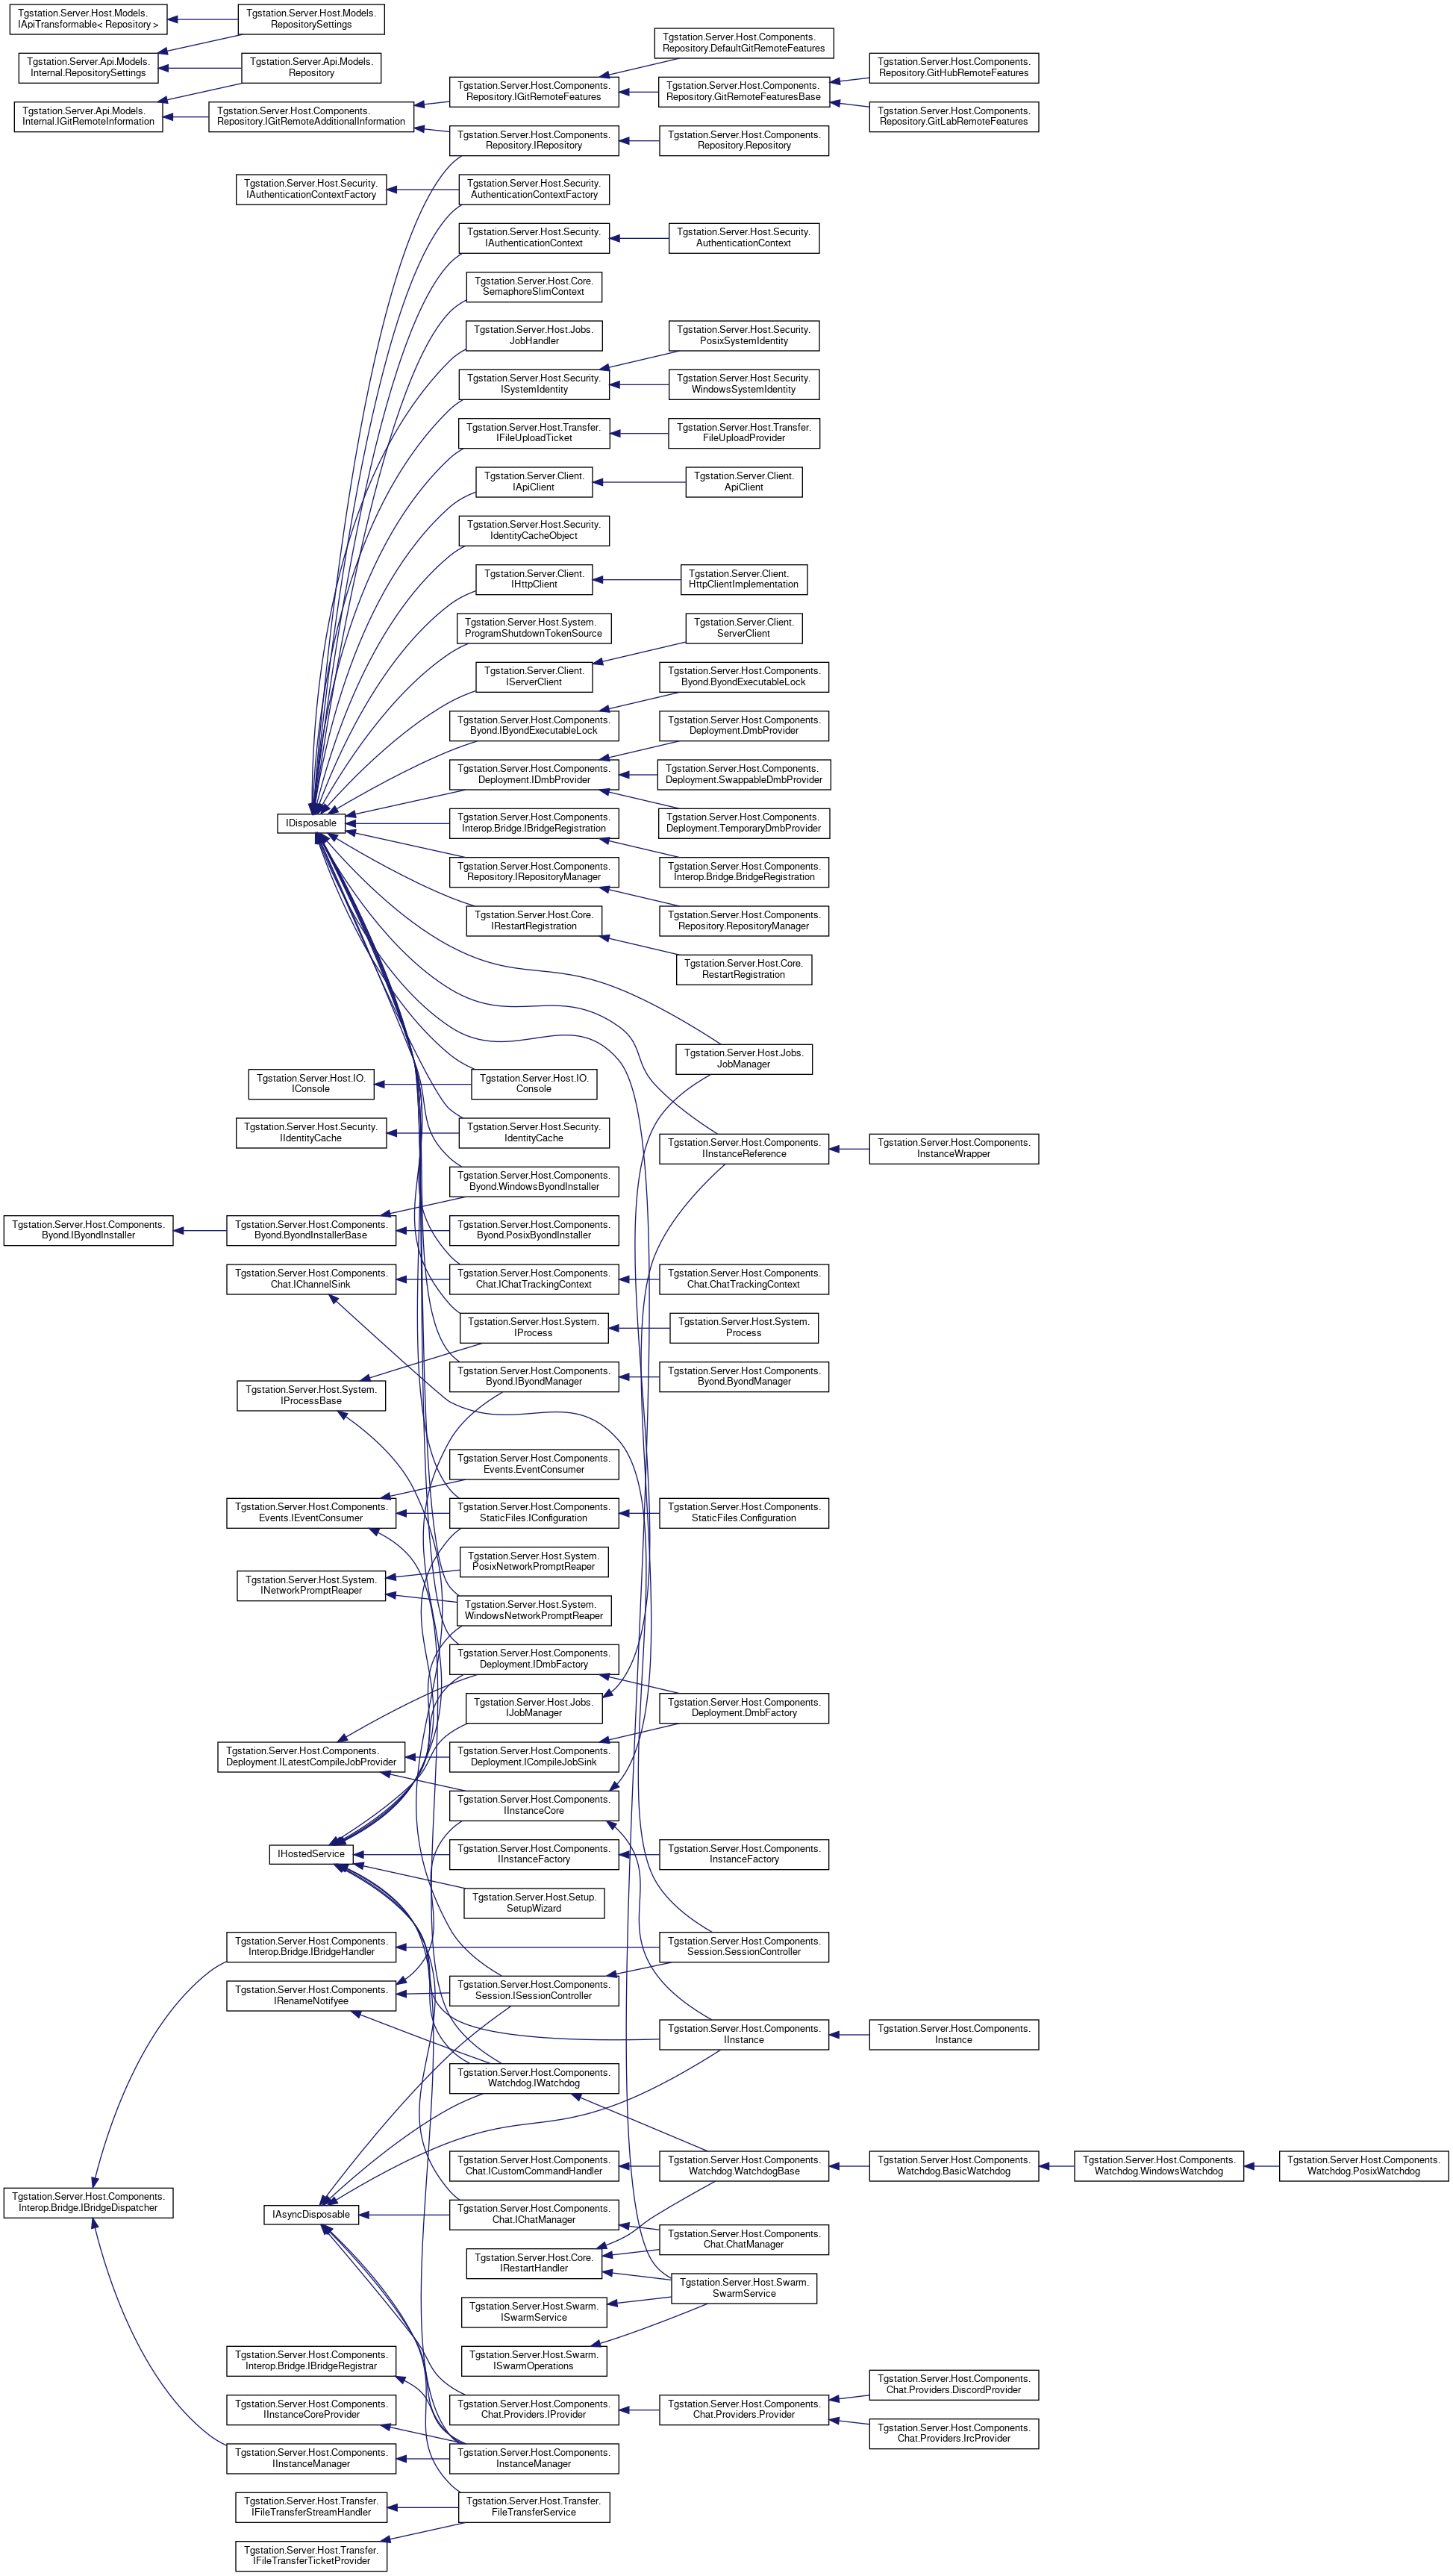 Tgstation.Server.Host.Models.
IApiTransformable< Repository >
Tgstation.Server.Host.Models.
RepositorySettings
Tgstation.Server.Api.Models.
Internal.RepositorySettings
Tgstation.Server.Api.Models.
Repository
Tgstation.Server.Api.Models.
Internal.IGitRemoteInformation
Tgstation.Server.Host.Components.
Repository.IGitRemoteAdditionalInformation
Tgstation.Server.Host.Components.
Repository.IGitRemoteFeatures
Tgstation.Server.Host.Components.
Repository.DefaultGitRemoteFeatures
Tgstation.Server.Host.Components.
Repository.GitRemoteFeaturesBase
Tgstation.Server.Host.Components.
Repository.GitHubRemoteFeatures
Tgstation.Server.Host.Components.
Repository.GitLabRemoteFeatures
Tgstation.Server.Host.Components.
Repository.IRepository
Tgstation.Server.Host.Components.
Repository.Repository
Tgstation.Server.Host.Security.
IAuthenticationContextFactory
Tgstation.Server.Host.Security.
AuthenticationContextFactory
Tgstation.Server.Host.Security.
IAuthenticationContext
Tgstation.Server.Host.Security.
AuthenticationContext
Tgstation.Server.Host.Core.
SemaphoreSlimContext
Tgstation.Server.Host.Jobs.
JobHandler
Tgstation.Server.Host.Security.
ISystemIdentity
Tgstation.Server.Host.Security.
PosixSystemIdentity
Tgstation.Server.Host.Security.
WindowsSystemIdentity
Tgstation.Server.Host.Transfer.
IFileUploadTicket
Tgstation.Server.Host.Transfer.
FileUploadProvider
Tgstation.Server.Client.
IApiClient
Tgstation.Server.Client.
ApiClient
Tgstation.Server.Host.Security.
IdentityCacheObject
Tgstation.Server.Client.
IHttpClient
Tgstation.Server.Client.
HttpClientImplementation
Tgstation.Server.Host.System.
ProgramShutdownTokenSource
Tgstation.Server.Client.
IServerClient
Tgstation.Server.Client.
ServerClient
Tgstation.Server.Host.Components.
Byond.IByondExecutableLock
Tgstation.Server.Host.Components.
Byond.ByondExecutableLock
Tgstation.Server.Host.Components.
Deployment.IDmbProvider
Tgstation.Server.Host.Components.
Deployment.DmbProvider
Tgstation.Server.Host.Components.
Deployment.SwappableDmbProvider
Tgstation.Server.Host.Components.
Deployment.TemporaryDmbProvider
IDisposable
Tgstation.Server.Host.Components.
Interop.Bridge.IBridgeRegistration
Tgstation.Server.Host.Components.
Interop.Bridge.BridgeRegistration
Tgstation.Server.Host.Components.
Repository.IRepositoryManager
Tgstation.Server.Host.Components.
Repository.RepositoryManager
Tgstation.Server.Host.Core.
IRestartRegistration
Tgstation.Server.Host.Core.
RestartRegistration
Tgstation.Server.Host.Jobs.
JobManager
Tgstation.Server.Host.IO.
IConsole
Tgstation.Server.Host.IO.
Console
Tgstation.Server.Host.Security.
IIdentityCache
Tgstation.Server.Host.Security.
IdentityCache
Tgstation.Server.Host.Components.
IInstanceReference
Tgstation.Server.Host.Components.
InstanceWrapper
Tgstation.Server.Host.Components.
Byond.WindowsByondInstaller
Tgstation.Server.Host.Components.
Byond.IByondInstaller
Tgstation.Server.Host.Components.
Byond.ByondInstallerBase
Tgstation.Server.Host.Components.
Byond.PosixByondInstaller
Tgstation.Server.Host.Components.
Chat.IChannelSink
Tgstation.Server.Host.Components.
Chat.IChatTrackingContext
Tgstation.Server.Host.Components.
Chat.ChatTrackingContext
Tgstation.Server.Host.System.
IProcess
Tgstation.Server.Host.System.
Process
Tgstation.Server.Host.System.
IProcessBase
Tgstation.Server.Host.Components.
Byond.IByondManager
Tgstation.Server.Host.Components.
Byond.ByondManager
Tgstation.Server.Host.Components.
Events.EventConsumer
Tgstation.Server.Host.Components.
Events.IEventConsumer
Tgstation.Server.Host.Components.
StaticFiles.IConfiguration
Tgstation.Server.Host.Components.
StaticFiles.Configuration
Tgstation.Server.Host.System.
INetworkPromptReaper
Tgstation.Server.Host.System.
PosixNetworkPromptReaper
Tgstation.Server.Host.System.
WindowsNetworkPromptReaper
Tgstation.Server.Host.Components.
Deployment.IDmbFactory
Tgstation.Server.Host.Jobs.
IJobManager
Tgstation.Server.Host.Components.
Deployment.DmbFactory
Tgstation.Server.Host.Components.
Deployment.ILatestCompileJobProvider
Tgstation.Server.Host.Components.
Deployment.ICompileJobSink
Tgstation.Server.Host.Components.
IInstanceCore
IHostedService
Tgstation.Server.Host.Components.
IInstanceFactory
Tgstation.Server.Host.Components.
InstanceFactory
Tgstation.Server.Host.Setup.
SetupWizard
Tgstation.Server.Host.Components.
Interop.Bridge.IBridgeHandler
Tgstation.Server.Host.Components.
Session.SessionController
Tgstation.Server.Host.Components.
IRenameNotifyee
Tgstation.Server.Host.Components.
Session.ISessionController
Tgstation.Server.Host.Components.
IInstance
Tgstation.Server.Host.Components.
Instance
Tgstation.Server.Host.Components.
Watchdog.IWatchdog
Tgstation.Server.Host.Components.
Chat.ICustomCommandHandler
Tgstation.Server.Host.Components.
Watchdog.WatchdogBase
Tgstation.Server.Host.Components.
Watchdog.BasicWatchdog
Tgstation.Server.Host.Components.
Watchdog.WindowsWatchdog
Tgstation.Server.Host.Components.
Watchdog.PosixWatchdog
Tgstation.Server.Host.Components.
Interop.Bridge.IBridgeDispatcher
IAsyncDisposable
Tgstation.Server.Host.Components.
Chat.IChatManager
Tgstation.Server.Host.Components.
Chat.ChatManager
Tgstation.Server.Host.Core.
IRestartHandler
Tgstation.Server.Host.Swarm.
SwarmService
Tgstation.Server.Host.Swarm.
ISwarmService
Tgstation.Server.Host.Swarm.
ISwarmOperations
Tgstation.Server.Host.Components.
Interop.Bridge.IBridgeRegistrar
Tgstation.Server.Host.Components.
IInstanceCoreProvider
Tgstation.Server.Host.Components.
Chat.Providers.IProvider
Tgstation.Server.Host.Components.
Chat.Providers.Provider
Tgstation.Server.Host.Components.
Chat.Providers.DiscordProvider
Tgstation.Server.Host.Components.
Chat.Providers.IrcProvider
Tgstation.Server.Host.Components.
IInstanceManager
Tgstation.Server.Host.Components.
InstanceManager
Tgstation.Server.Host.Transfer.
IFileTransferStreamHandler
Tgstation.Server.Host.Transfer.
FileTransferService
Tgstation.Server.Host.Transfer.
IFileTransferTicketProvider